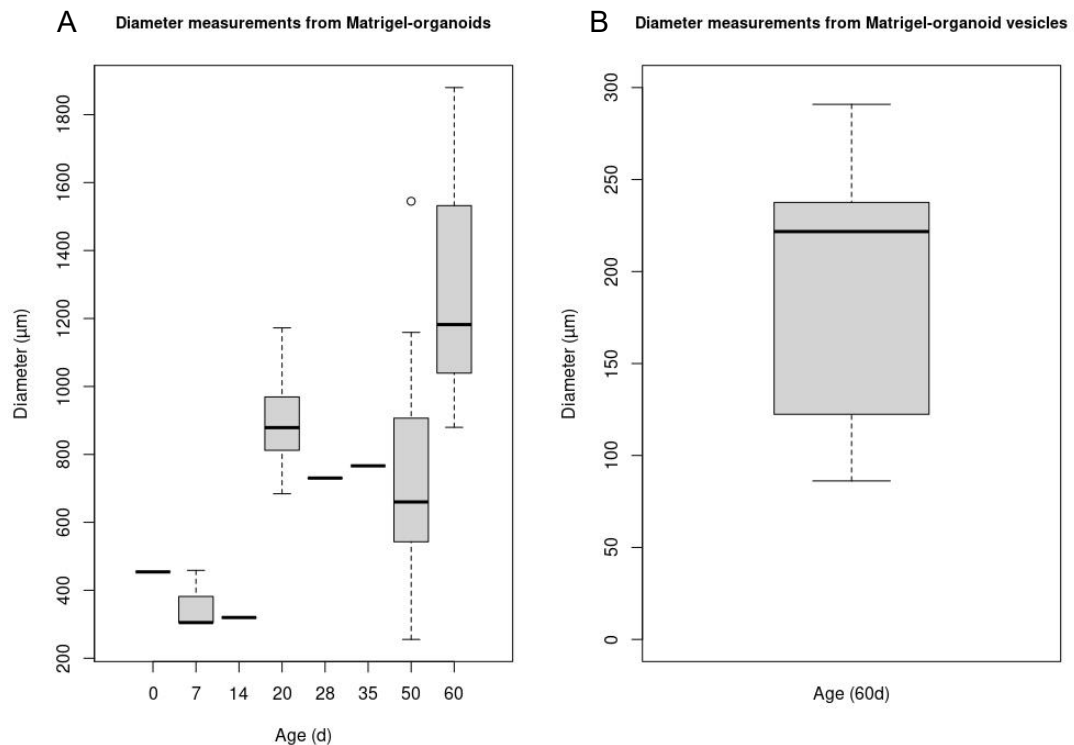 A Diameter measurements from Matrigel-organoids
Diameter (µm)
1800
1600
1400
1200
1000
800
600
400
200
0 7 14 20 28 35 50 60
Age (d)
B Diameter measurements from Matrigel-organoid vesicles
Diameter (µm)
300
250
200
150
100
50
0
Age (60d)